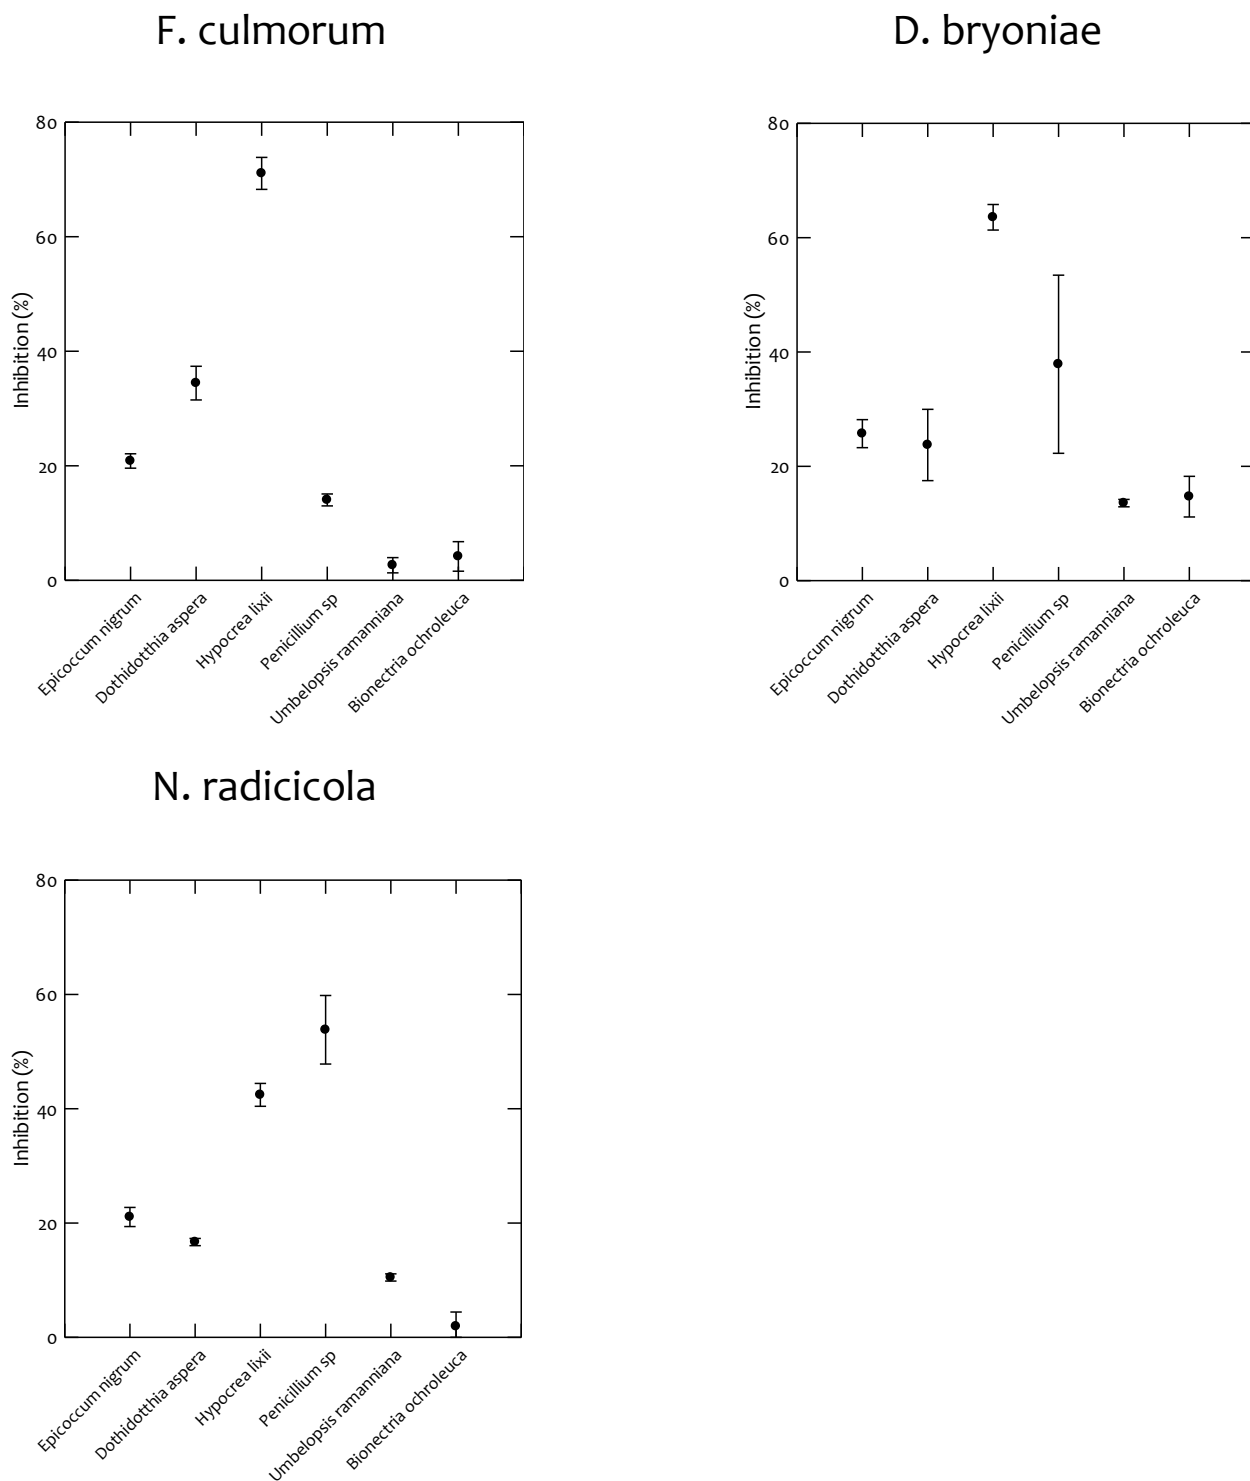 F. culmorum
80
60
40
20
0
Inhibition (%)
Epicoccum nigrum
Dothidotthia aspera
Hypocrea lixii
Penicillium sp
Umbelopsis ramanniana
Bionectria ochroleuca
D. bryoniae
80
60
40
20
0
Inhibition (%)
Epicoccum nigrum
Dothidotthia aspera
Hypocrea lixii
Penicillium sp
Umbelopsis ramanniana
Bionectria ochroleuca
N. radicicola
80
60
40
20
0
Inhibition (%)
Epicoccum nigrum
Dothidotthia aspera
Hypocrea lixii
Penicillium sp
Umbelopsis ramanniana
Bionectria ochroleuca